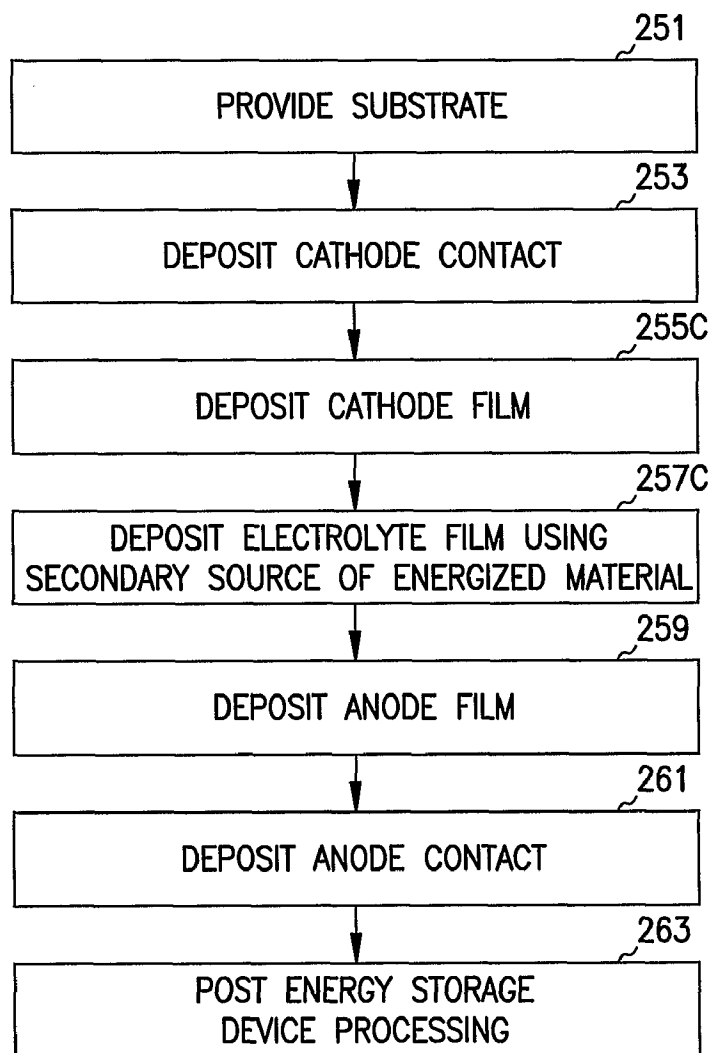 251
PROVIDE SUBSTRATE
253
DEPOSIT CATHODE CONTACT
255C
DEPOSIT CATHODE FILM
257C
DEPOSIT ELECTROLYTE FILM USING
SECONDARY SOURCE OF ENERGIZED MATERIAL
259
DEPOSIT ANODE FILM
261
DEPOSIT ANODE CONTACT
263
POST ENERGY STORAGE
DEVICE PROCESSING